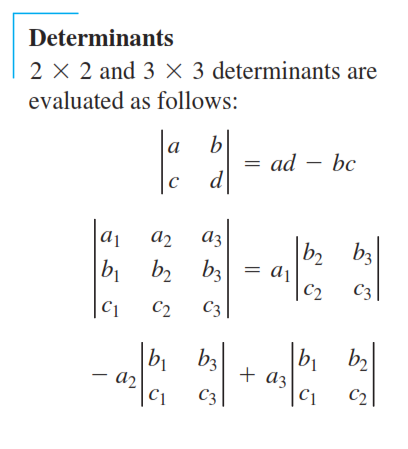 Determinants
2 × 2 and 3 × 3 determinants are
evaluated as follows:
|a b|
|c d| = ad − bc
|a₁ a₂ a₃|
|b₁ b₂ b₃| = a₁ |b₂ b₃|
|c₁ c₂ c₃| |c₂ c₃|
− a₂ |b₁ b₃| + a₃ |b₁ b₂|
|c₁ c₃| |c₁ c₂|